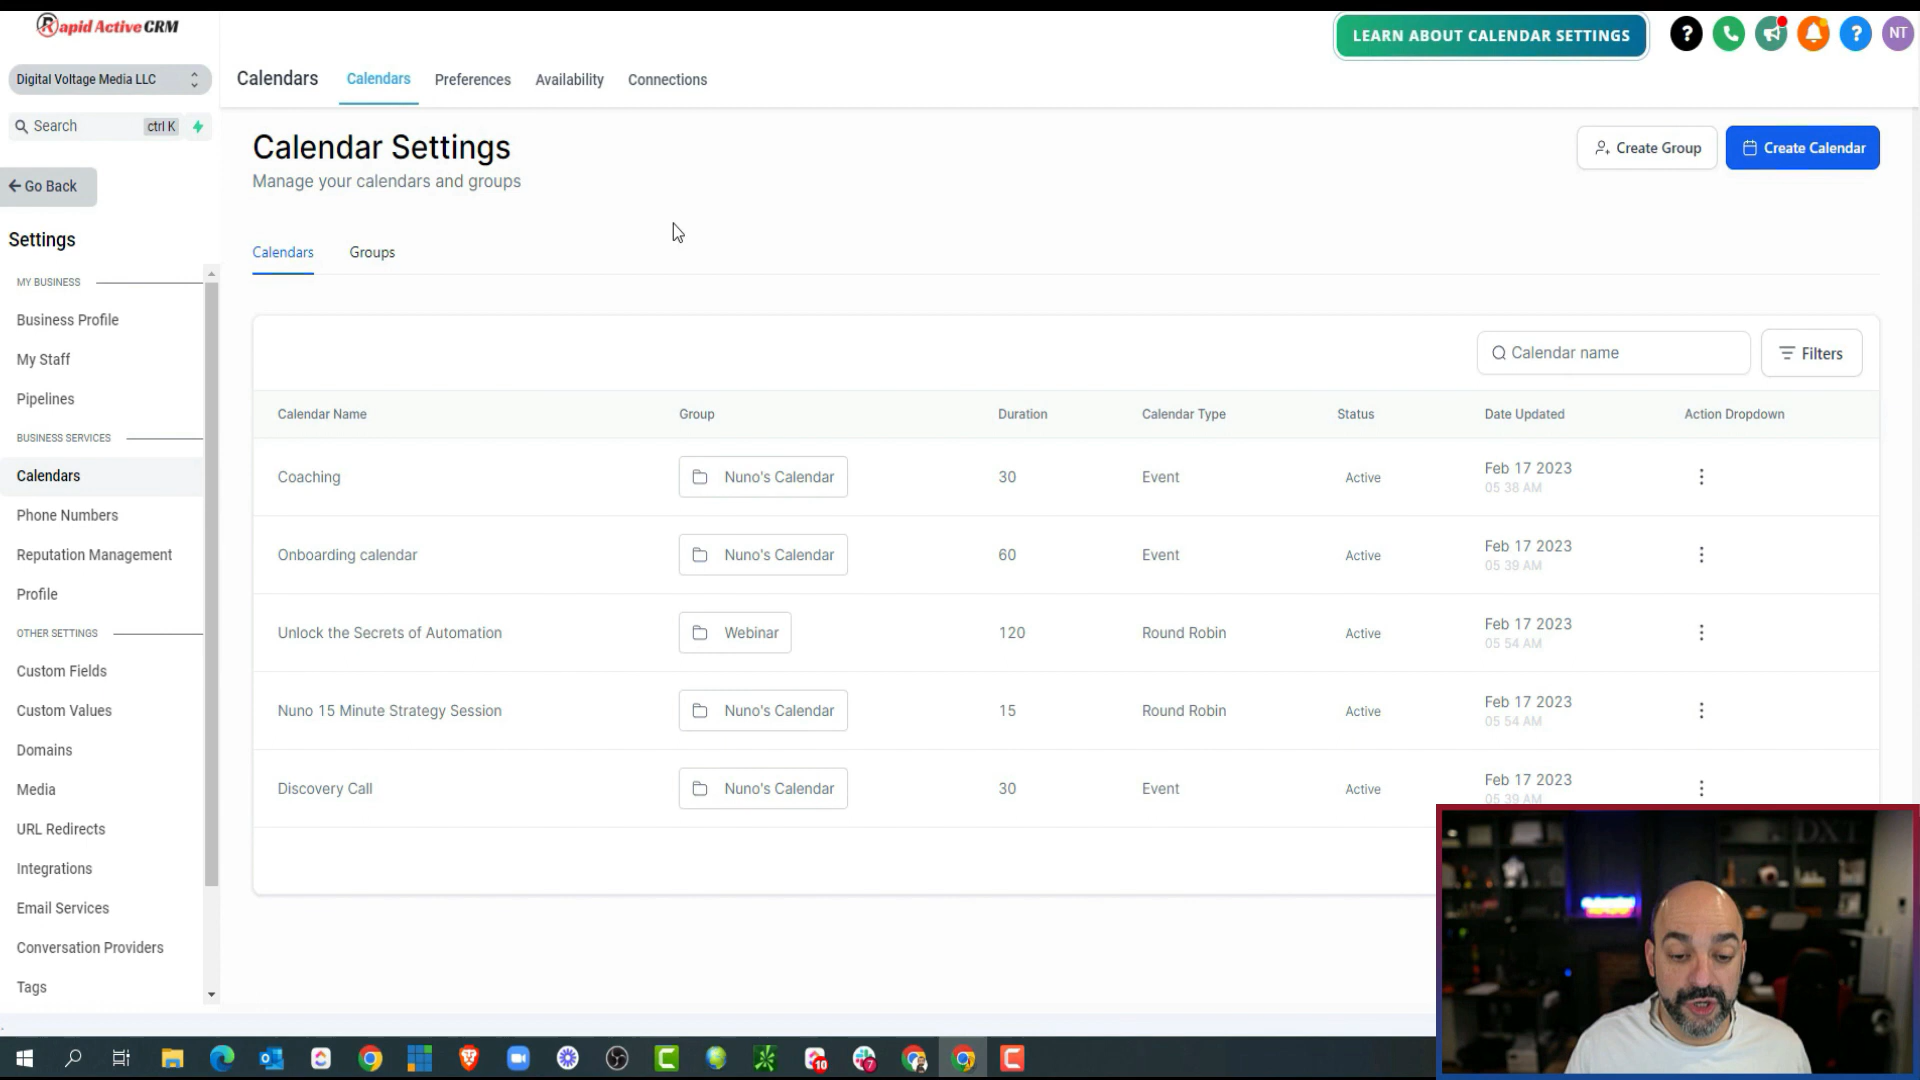 Rapid Active CRM
LEARN ABOUT CALENDAR SETTINGS
?
?
NT
Digital Voltage Media LLC
Calendars
Calendars
Preferences
Availability
Connections
Search
ctrl K
Calendar Settings
Create Group
Create Calendar
Manage your calendars and groups
Go Back
Settings
Calendars
Groups
MY BUSINESS
Business Profile
My Staff
Pipelines
BUSINESS SERVICES
Calendars
Phone Numbers
Reputation Management
Profile
OTHER SETTINGS
Custom Fields
Custom Values
Domains
Media
URL Redirects
Integrations
Email Services
Conversation Providers
Tags
Calendar name
Filters
Calendar Name Group Duration Calendar Type Status Date Updated Action Dropdown
Coaching Nuno's Calendar 30 Event Active Feb 17 2023
05 38 AM
Onboarding calendar Nuno's Calendar 60 Event Active Feb 17 2023
05 39 AM
Unlock the Secrets of Automation Webinar 120 Round Robin Active Feb 17 2023
05 54 AM
Nuno 15 Minute Strategy Session Nuno's Calendar 15 Round Robin Active Feb 17 2023
05 54 AM
Discovery Call Nuno's Calendar 30 Event Active Feb 17 2023
05 39 AM
DXT
10
7